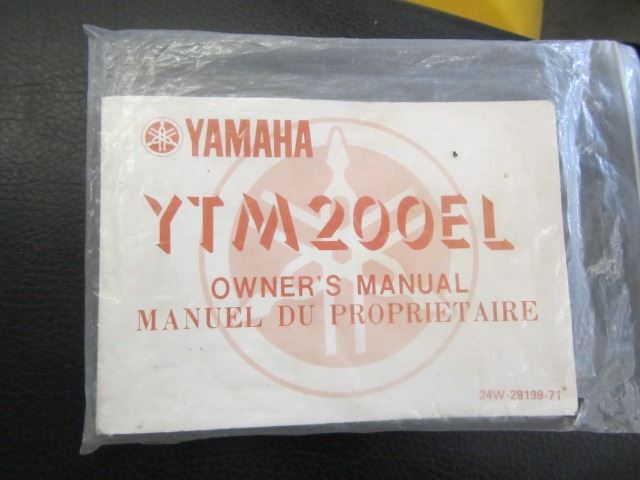 YAMAHA
YTM200EL
OWNER'S MANUAL
MANUEL DU PROPRIETAIRE
24W-28199-71